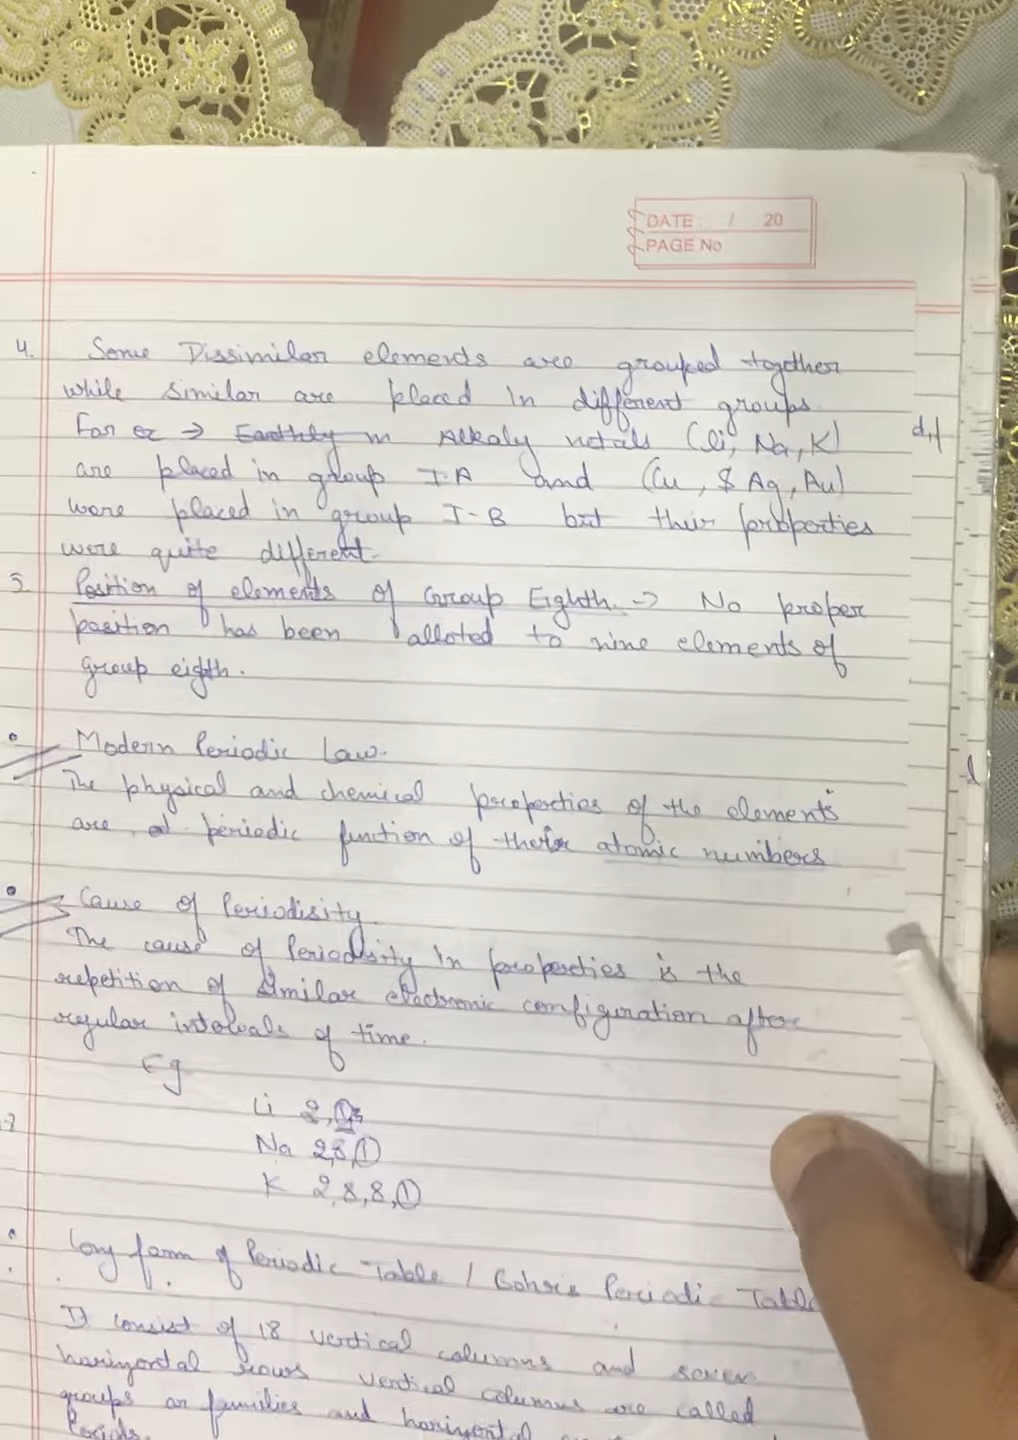 DATE: / 20
PAGE No
4. Some Dissimilar elements are grouped together
while similar are placed In different groups.
For ex → Earthly m Alkaly netals (li, Na, K)
are placed in group I-A and (Cu, $ Ag, Au)
were placed in group I-B but their properties
were quite different.
5. Position of elements of Group Eighth. → No proper
position has been alloted to nine elements of
group eigth.
Modern Periodic Law.
The physical and chemical properties of the elements
are periodic function of their atomic numbers
Cause of Periodisity.
The cause of Periodisity In properties is the
repetition of similar electronic configuration after
regular intervals of time.
Eg
Li 2,1
Na 2,8,1
K 2,8,8,1
Long form of Periodic Table / Bohr's Periodic Table
It consist of 18 vertical columns and seven
horizontal rows vertical columns are called
groups or families and horizontal
Periods.